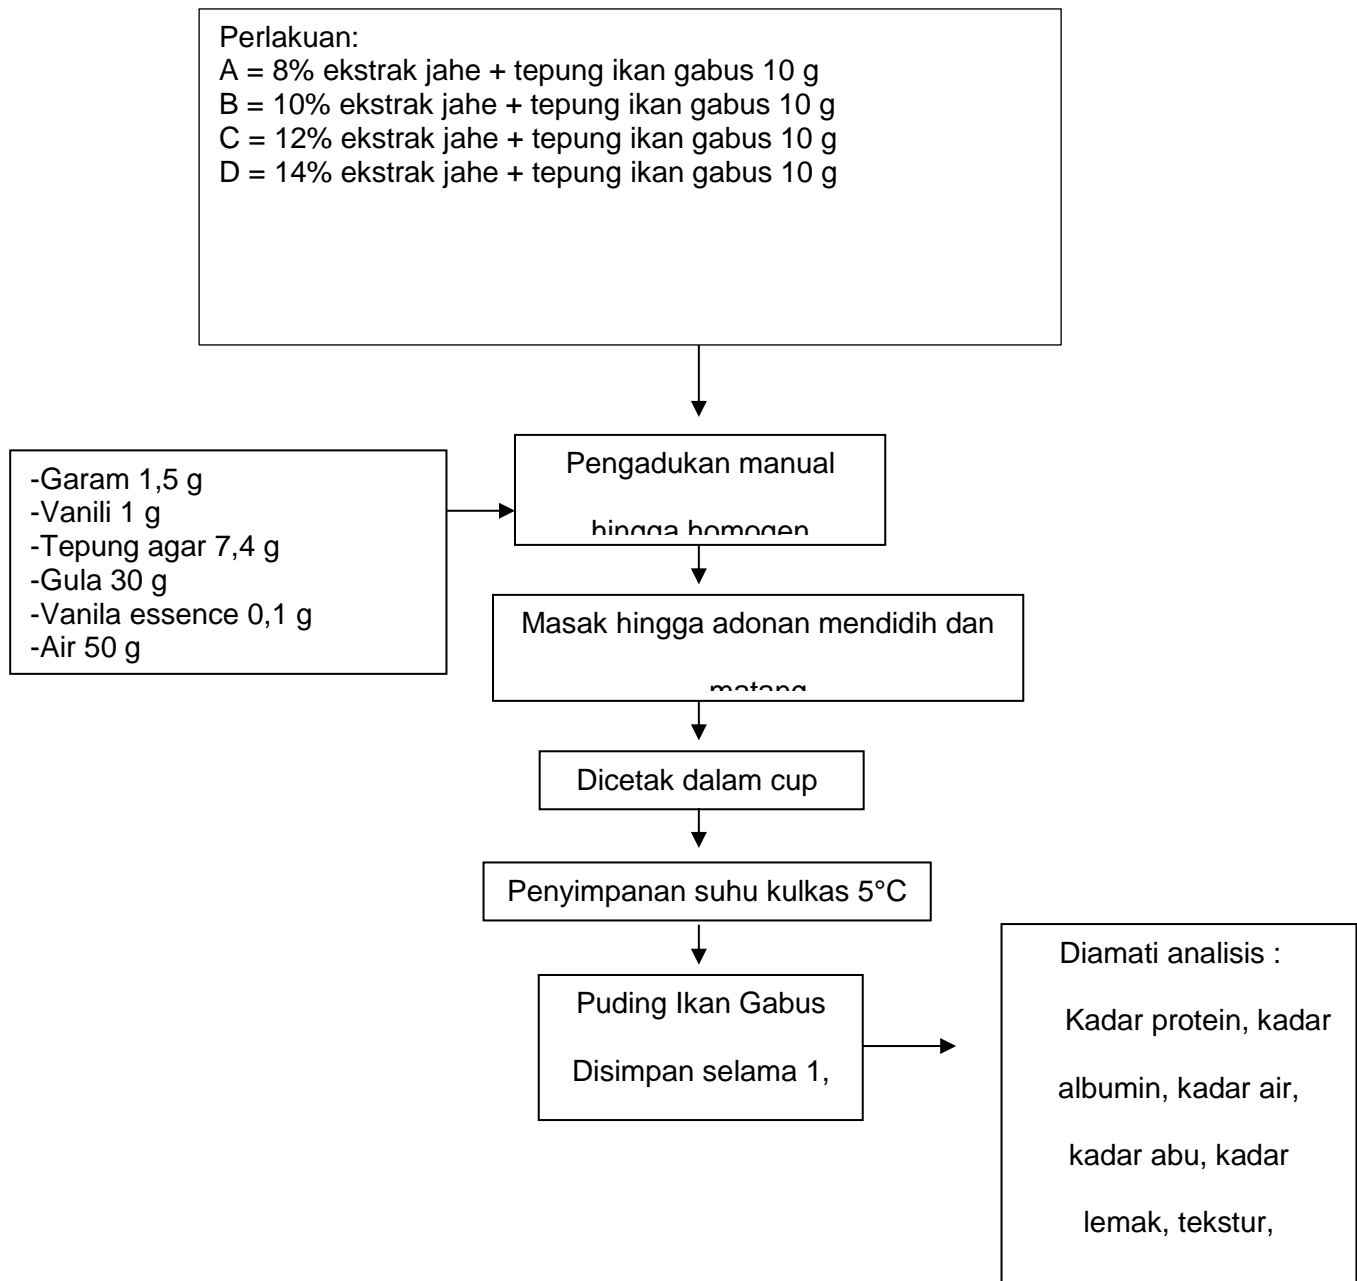 Perlakuan:
A = 8% ekstrak jahe + tepung ikan gabus 10 g
B = 10% ekstrak jahe + tepung ikan gabus 10 g
C = 12% ekstrak jahe + tepung ikan gabus 10 g
D = 14% ekstrak jahe + tepung ikan gabus 10 g
-Garam 1,5 g
-Vanili 1 g
-Tepung agar 7,4 g
-Gula 30 g
-Vanila essence 0,1 g
-Air 50 g
Pengadukan manual
hingga homogen
Masak hingga adonan mendidih dan
matang
Dicetak dalam cup
Penyimpanan suhu kulkas 5°C
Puding Ikan Gabus
Disimpan selama 1,
Diamati analisis :
Kadar protein, kadar
albumin, kadar air,
kadar abu, kadar
lemak, tekstur,